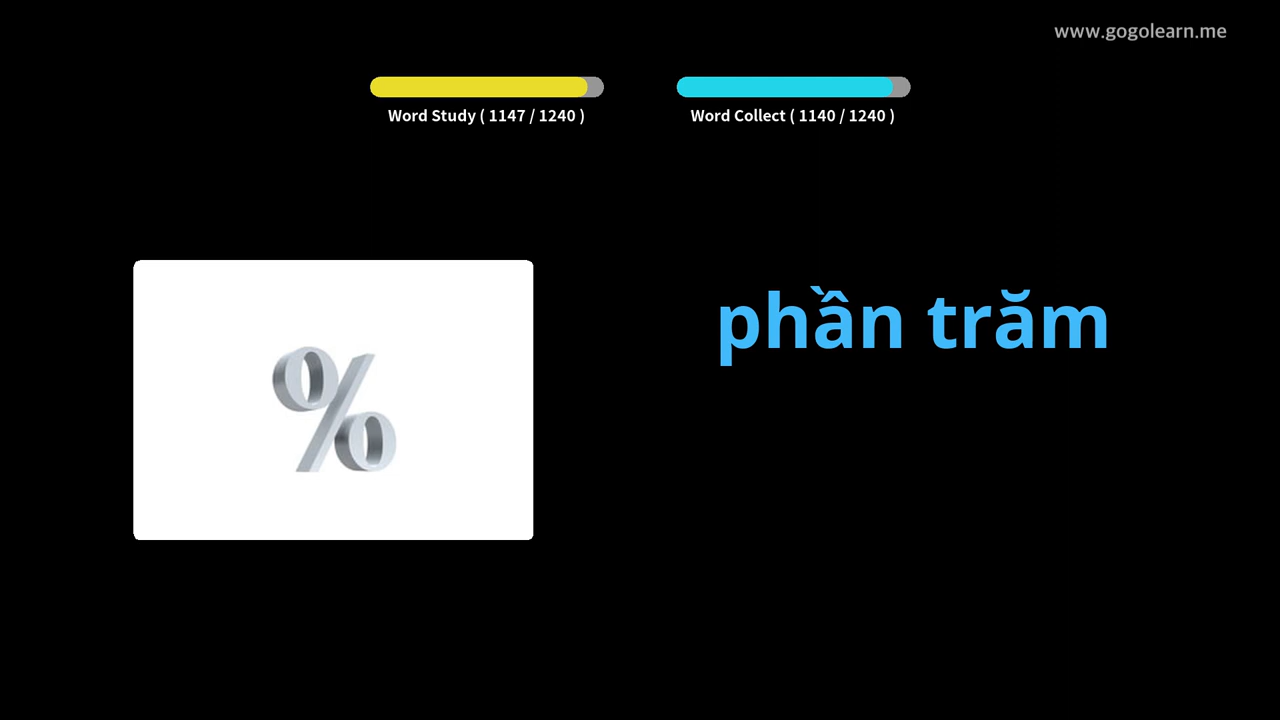 www.gogolearn.me
Word Study ( 1147 / 1240 )
Word Collect ( 1140 / 1240 )
%
phần trăm